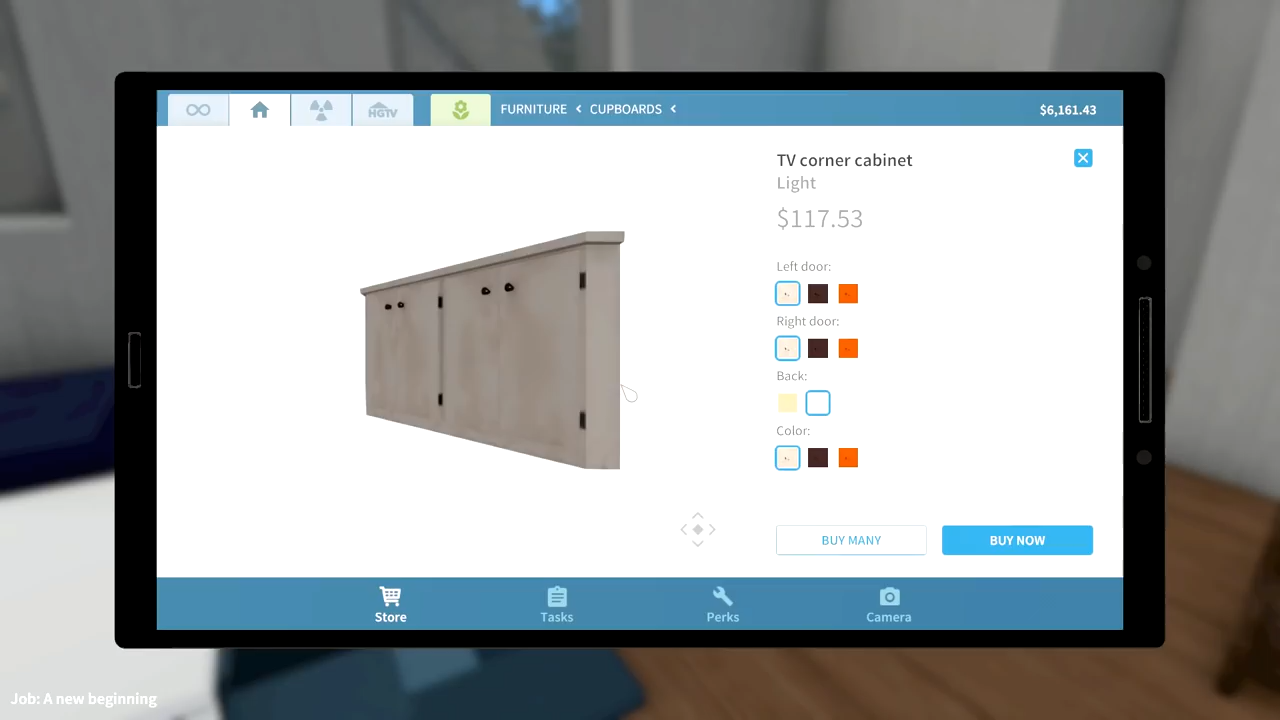 HGTV
FURNITURE < CUPBOARDS <
$6,161.43
TV corner cabinet
Light
$117.53
Left door:
Right door:
Back:
Color:
BUY MANY
BUY NOW
Store
Tasks
Perks
Camera
Job: A new beginning